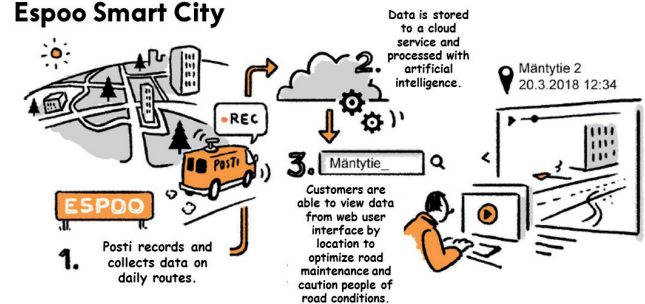 Espoo Smart City
ESPOO
1.
Posti records and
collects data on
daily routes.
REC
POSTI
2.
Data is stored
to a cloud
service and
processed with
artificial
intelligence.
3.
Mäntytie_
Customers are
able to view data
from web user
interface by
location to
optimize road
maintenance and
caution people of
road conditions.
Mäntytie 2
20.3.2018 12:34